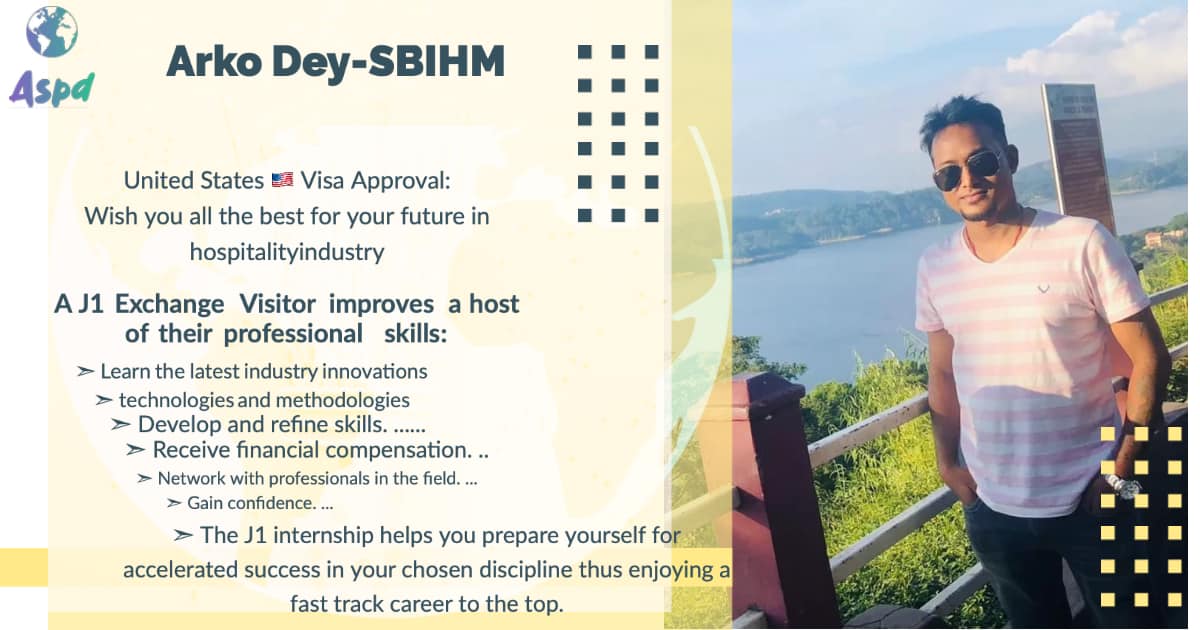 Aspd
Arko Dey-SBIHM
United States 🇺🇸 Visa Approval:
Wish you all the best for your future in
hospitalityindustry
A J1 Exchange Visitor improves a host
of their professional skills:
➣ Learn the latest industry innovations
➣ technologies and methodologies
➣ Develop and refine skills. ……
➣ Receive financial compensation. ..
➣ Network with professionals in the field. ...
➣ Gain confidence. ...
➣ The J1 internship helps you prepare yourself for
accelerated success in your chosen discipline thus enjoying a
fast track career to the top.